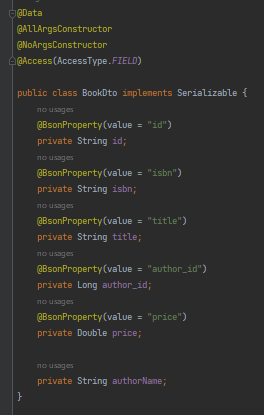 @Data
@AllArgsConstructor
@NoArgsConstructor
@Access(AccessType.FIELD)
public class BookDto implements Serializable {
no usages
@BsonProperty(value = "id")
private String id;
no usages
@BsonProperty(value = "isbn")
private String isbn;
no usages
@BsonProperty(value = "title")
private String title;
no usages
@BsonProperty(value = "author_id")
private Long author_id;
no usages
@BsonProperty(value = "price")
private Double price;
no usages
private String authorName;
}